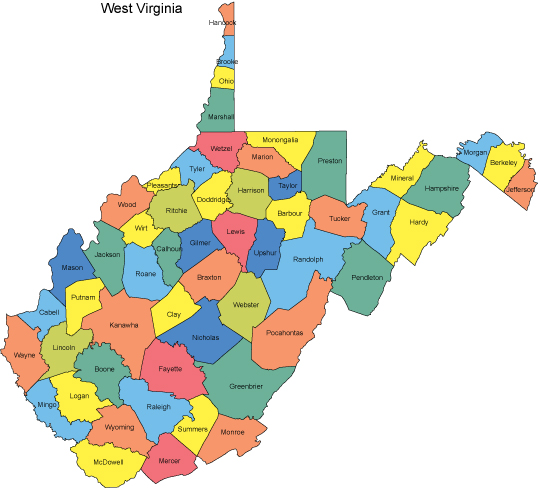 West Virginia
Hancock
Brooke
Ohio
Marshall
Wetzel
Monongalia
Marion
Preston
Morgan
Berkeley
Jefferson
Mineral
Hampshire
Tyler
Pleasants
Doddridge
Harrison
Taylor
Wood
Ritchie
Barbour
Tucker
Grant
Hardy
Wirt
Lewis
Gilmer
Calhoun
Upshur
Randolph
Jackson
Mason
Roane
Braxton
Pendleton
Putnam
Cabell
Clay
Webster
Kanawha
Nicholas
Pocahontas
Wayne
Lincoln
Boone
Fayette
Greenbrier
Logan
Mingo
Raleigh
Wyoming
Summers
Monroe
McDowell
Mercer